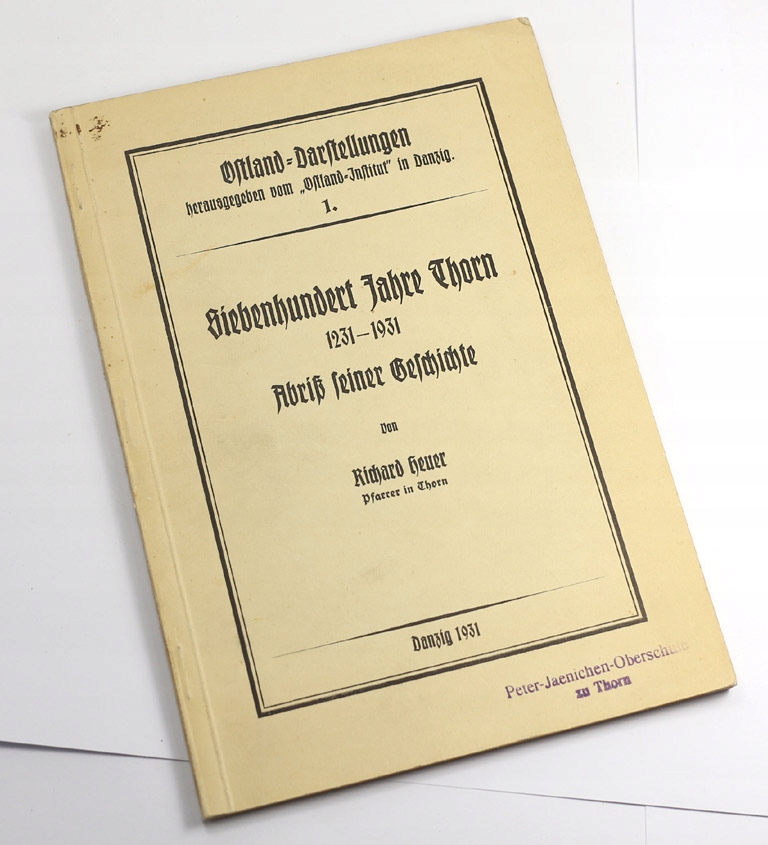 Ostland-Darstellungen
herausgegeben vom „Ostland-Institut" in Danzig.
1.
Siebenhundert Jahre Thorn
1231–1931
Abriß seiner Geschichte
von
Richard Heuer
Pfarrer in Thorn
Danzig 1931
Peter-Jaenichen-Oberschule
zu Thorn